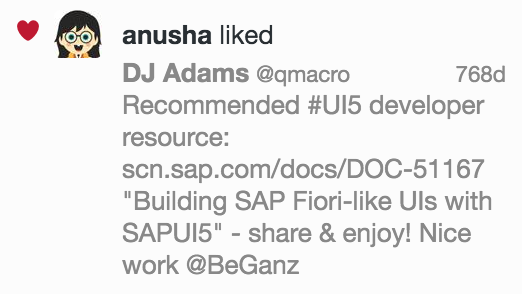 anusha liked
DJ Adams @qmacro 768d
Recommended #UI5 developer
resource:
scn.sap.com/docs/DOC-51167
"Building SAP Fiori-like UIs with
SAPUI5" - share & enjoy! Nice
work @BeGanz